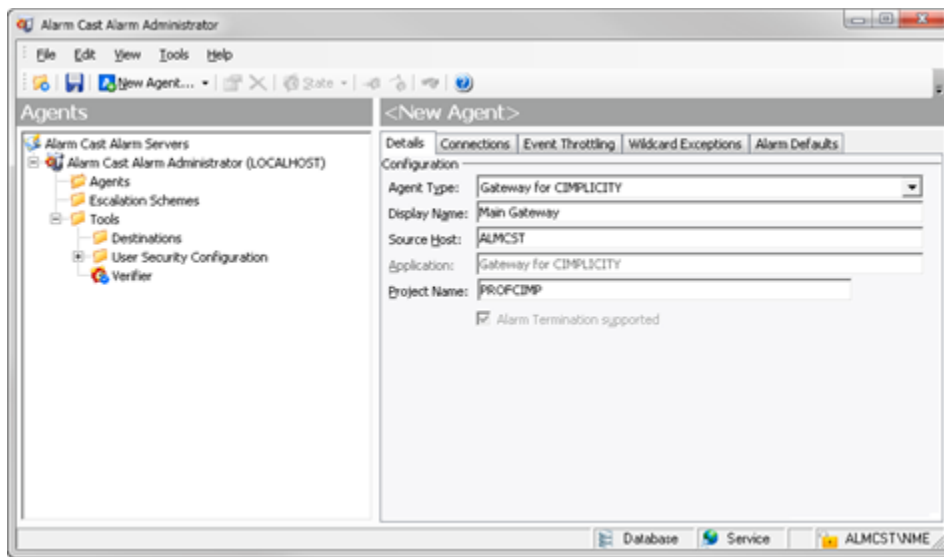 Alarm Cast Alarm Administrator
File Edit View Tools Help
New Agent... State
Agents
<New Agent>
Alarm Cast Alarm Servers
Alarm Cast Alarm Administrator (LOCALHOST)
Agents
Escalation Schemes
Tools
Destinations
User Security Configuration
Verifier
Details Connections Event Throttling Wildcard Exceptions Alarm Defaults
Configuration
Agent Type: Gateway for CIMPLICITY
Display Name: Main Gateway
Source Host: ALMCST
Application: Gateway for CIMPLICITY
Project Name: PROFCIMP
Alarm Termination supported
Database Service ALMCST\NME